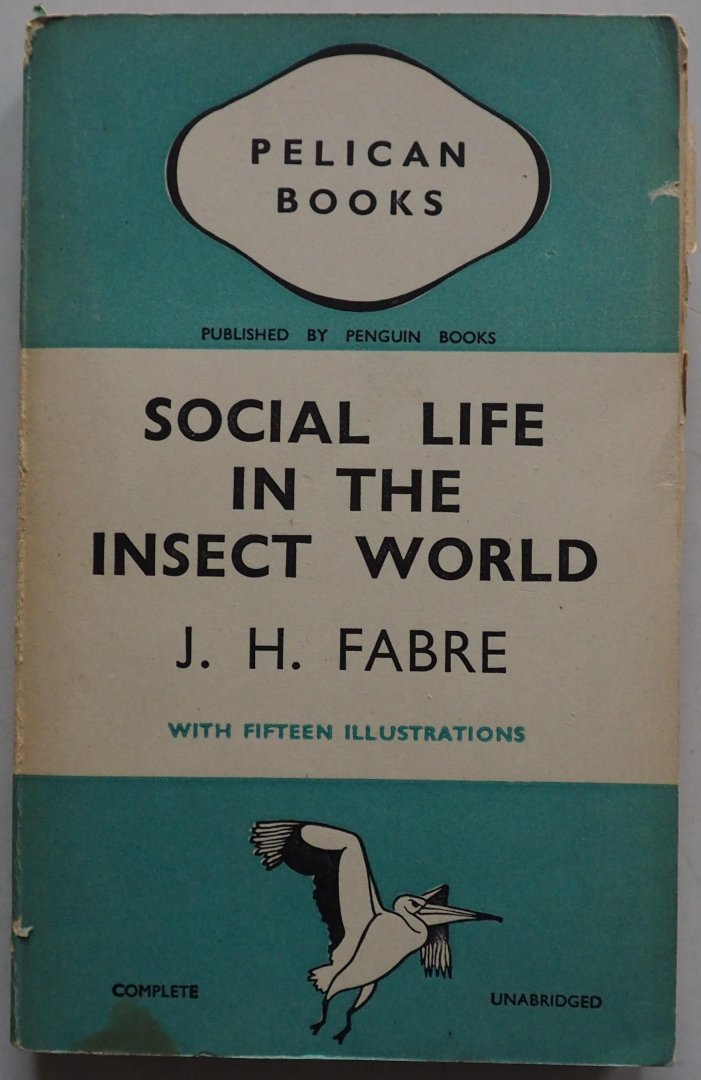 PELICAN
BOOKS
PUBLISHED BY PENGUIN BOOKS
SOCIAL LIFE
IN THE
INSECT WORLD
J. H. FABRE
WITH FIFTEEN ILLUSTRATIONS
COMPLETE
UNABRIDGED